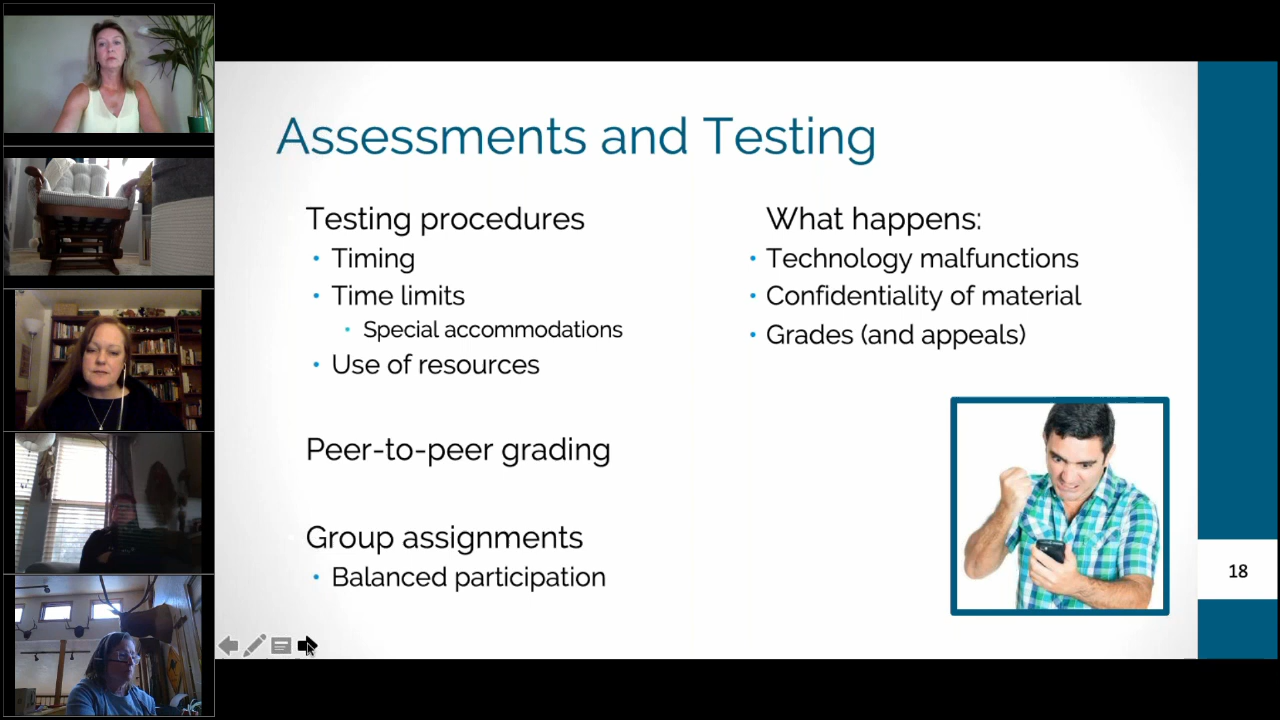 Assessments and Testing
Testing procedures
• Timing
• Time limits
• Special accommodations
• Use of resources
Peer-to-peer grading
Group assignments
• Balanced participation
What happens:
• Technology malfunctions
• Confidentiality of material
• Grades (and appeals)
18